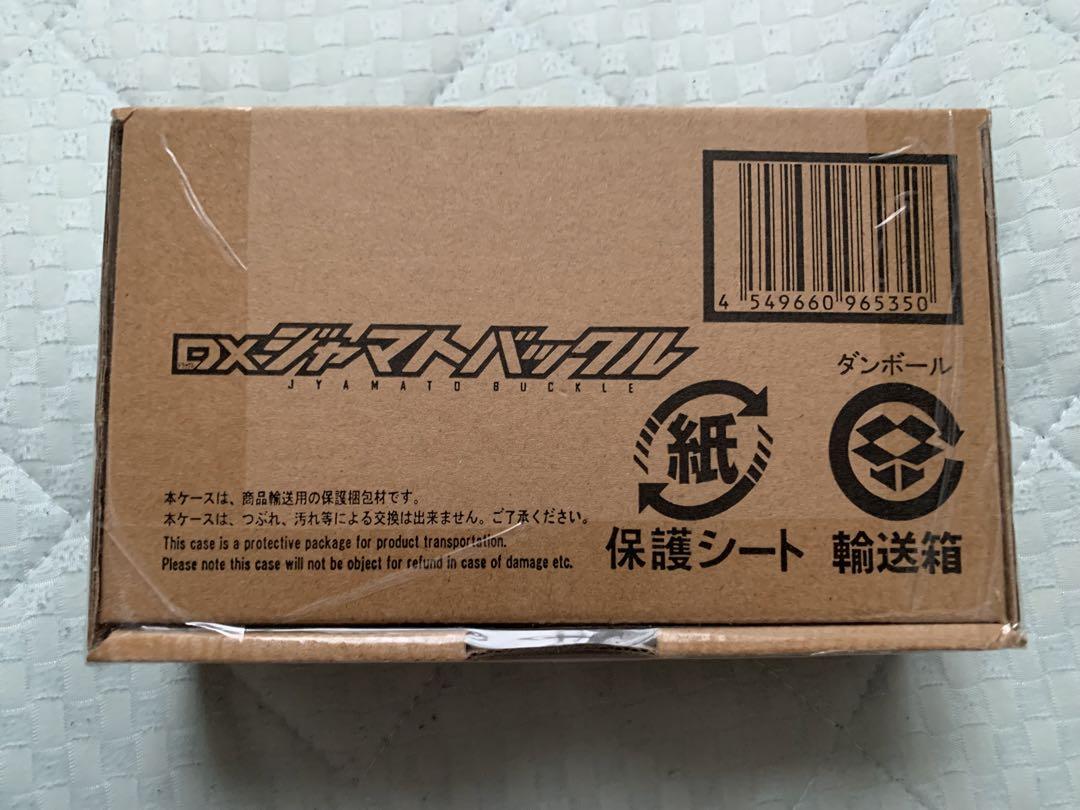 4 549660 965350
DXジャマトバックル
JYAMATO BUCKLE
ダンボール
紙
本ケースは、商品輸送用の保護梱包材です。
本ケースは、つぶれ、汚れ等による交換は出来ません。ご了承ください。
This case is a protective package for product transportation.
Please note this case will not be object for refund in case of damage etc.
保護シート
輸送箱